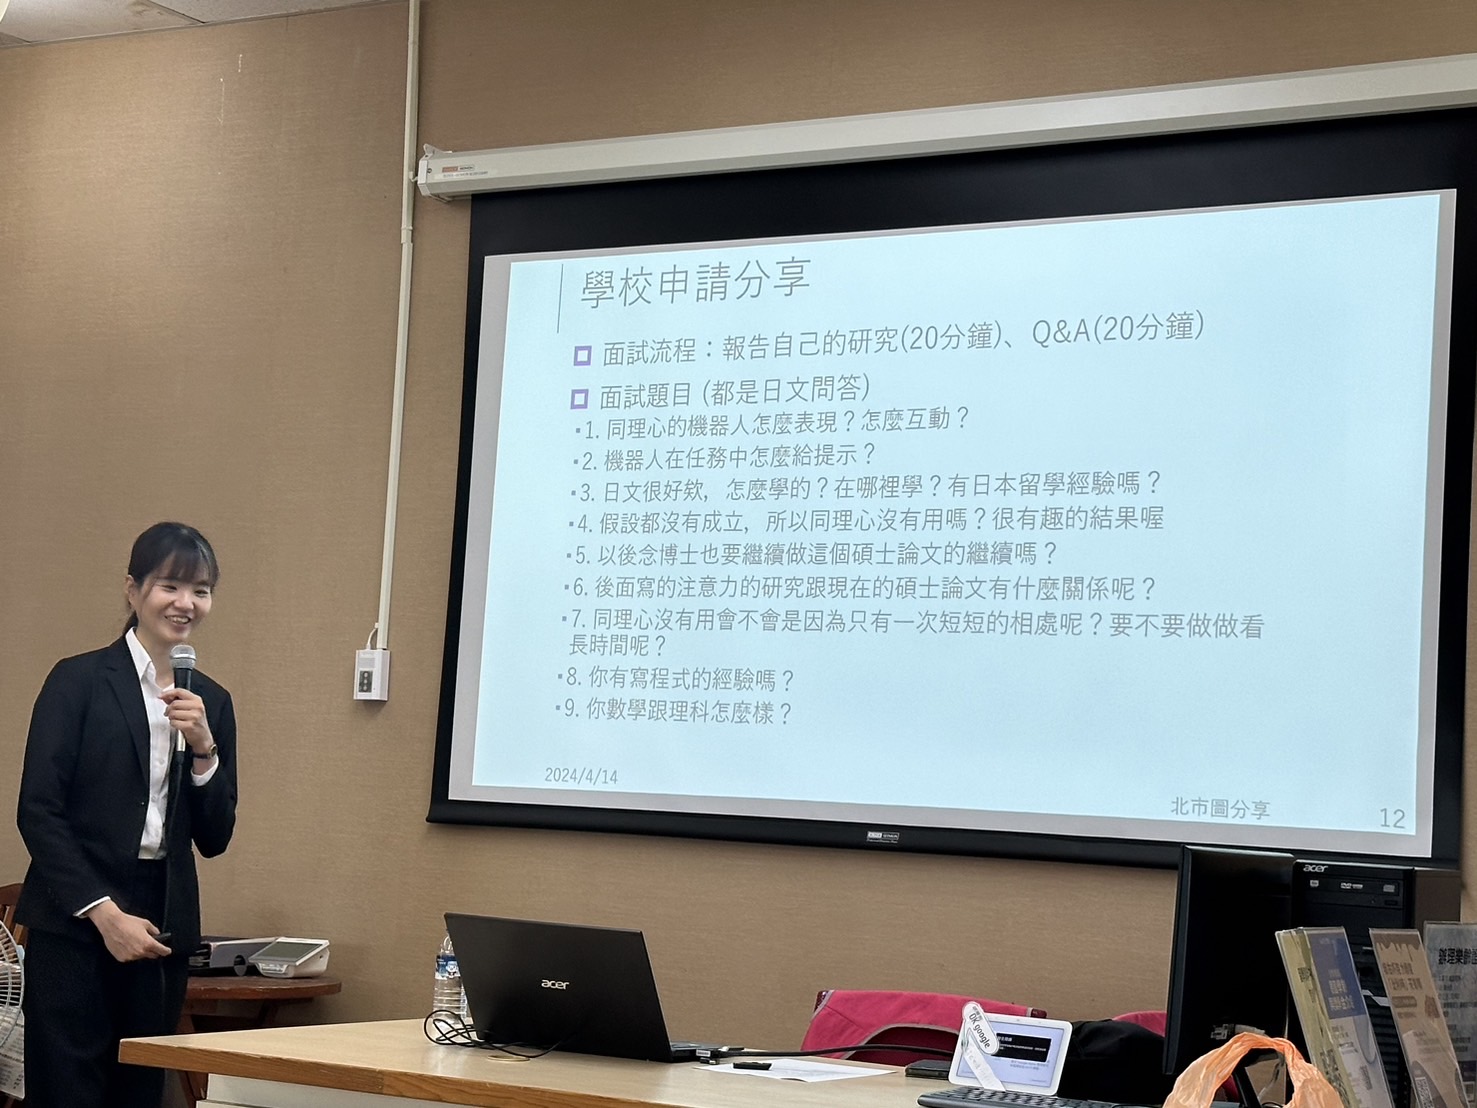 學校申請分享
面試流程：報告自己的研究(20分鐘)、Q&A(20分鐘)
面試題目 (都是日文問答)
▪1. 同理心的機器人怎麼表現？怎麼互動？
▪2. 機器人在任務中怎麼給提示？
▪3. 日文很好欸，怎麼學的？在哪裡學？有日本留學經驗嗎？
▪4. 假設都沒有成立，所以同理心沒有用嗎？很有趣的結果喔
▪5. 以後念博士也要繼續做這個碩士論文的繼續嗎？
▪6. 後面寫的注意力的研究跟現在的碩士論文有什麼關係呢？
▪7. 同理心沒有用會不會是因為只有一次短短的相處呢？要不要做做看
長時間呢？
▪8. 你有寫程式的經驗嗎？
▪9. 你數學跟理科怎麼樣？
2024/4/14
北市圖分享
12
acer
acer
OK google